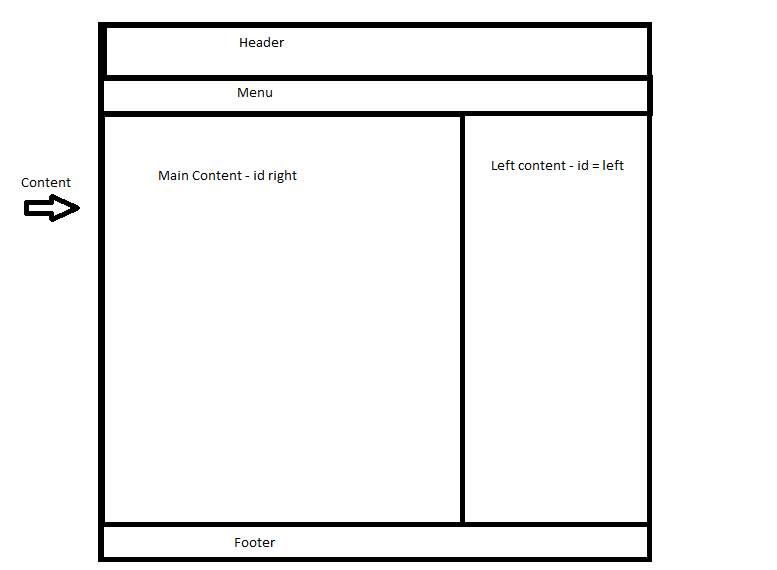 Header
Menu
Content
Main Content - id right
Left content - id = left
Footer